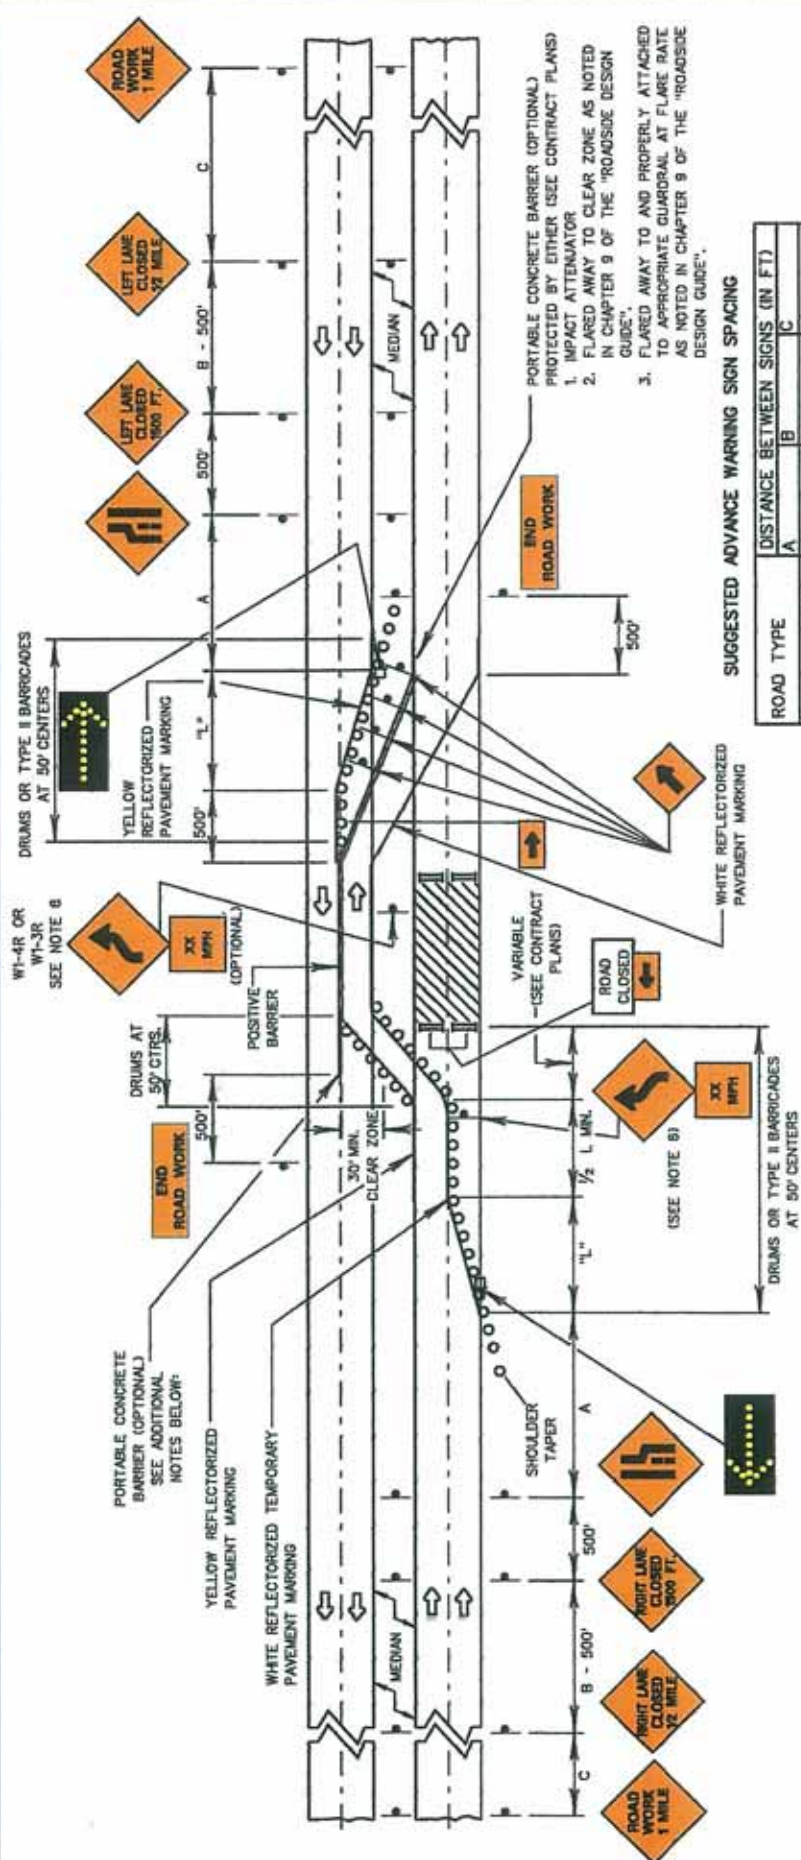 ROAD
WORK
1 MILE
LEFT LANE
CLOSED
1/2 MILE
LEFT LANE
CLOSED
1500 FT.
C
B - 500'
500'
A
DRUMS OR TYPE II BARRICADES
AT 50' CENTERS
YELLOW
REFLECTORIZED
PAVEMENT MARKING
"L"
500'
W1-4R OR
W1-3R
SEE NOTE 6
XX
MPH
(OPTIONAL)
POSITIVE
BARRIER
DRUMS AT
50' CTRS.
500'
END
ROAD WORK
30' MIN.
CLEAR ZONE
PORTABLE CONCRETE
BARRIER (OPTIONAL)
SEE ADDITIONAL
NOTES BELOW:
YELLOW REFLECTORIZED
PAVEMENT MARKING
WHITE REFLECTORIZED TEMPORARY
PAVEMENT MARKING
MEDIAN
MEDIAN
PORTABLE CONCRETE BARRIER (OPTIONAL)
PROTECTED BY EITHER (SEE CONTRACT PLANS)
1. IMPACT ATTENUATOR
2. FLARED AWAY TO CLEAR ZONE AS NOTED
IN CHAPTER 9 OF THE "ROADSIDE DESIGN
GUIDE".
3. FLARED AWAY TO AND PROPERLY ATTACHED
TO APPROPRIATE GUARDRAIL AT FLARE RATE
AS NOTED IN CHAPTER 9 OF THE "ROADSIDE
DESIGN GUIDE".
END
ROAD WORK
500'
WHITE REFLECTORIZED
PAVEMENT MARKING
VARIABLE
(SEE CONTRACT
PLANS)
ROAD
CLOSED
XX
MPH
(SEE NOTE 6)
1/2 L MIN.
"L"
DRUMS OR TYPE II BARRICADES
AT 50' CENTERS
SHOULDER
TAPER
A
500'
B - 500'
C
RIGHT LANE
CLOSED
1500 FT.
RIGHT LANE
CLOSED
1/2 MILE
ROAD
WORK
1 MILE
SUGGESTED ADVANCE WARNING SIGN SPACING
ROAD TYPE
DISTANCE BETWEEN SIGNS (IN FT)
A B C